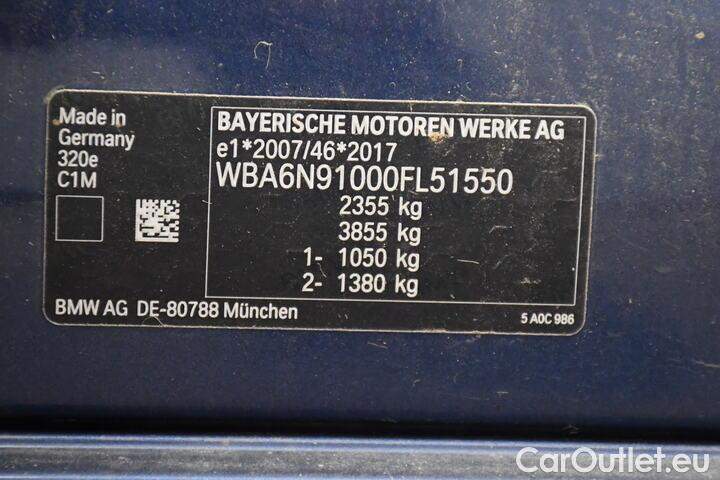 Made in
Germany
320e
C1M
BAYERISCHE MOTOREN WERKE AG
e1*2007/46*2017
WBA6N91000FL51550
2355 kg
3855 kg
1- 1050 kg
2- 1380 kg
BMW AG DE-80788 München
5 A0C 986
CarOutlet.eu